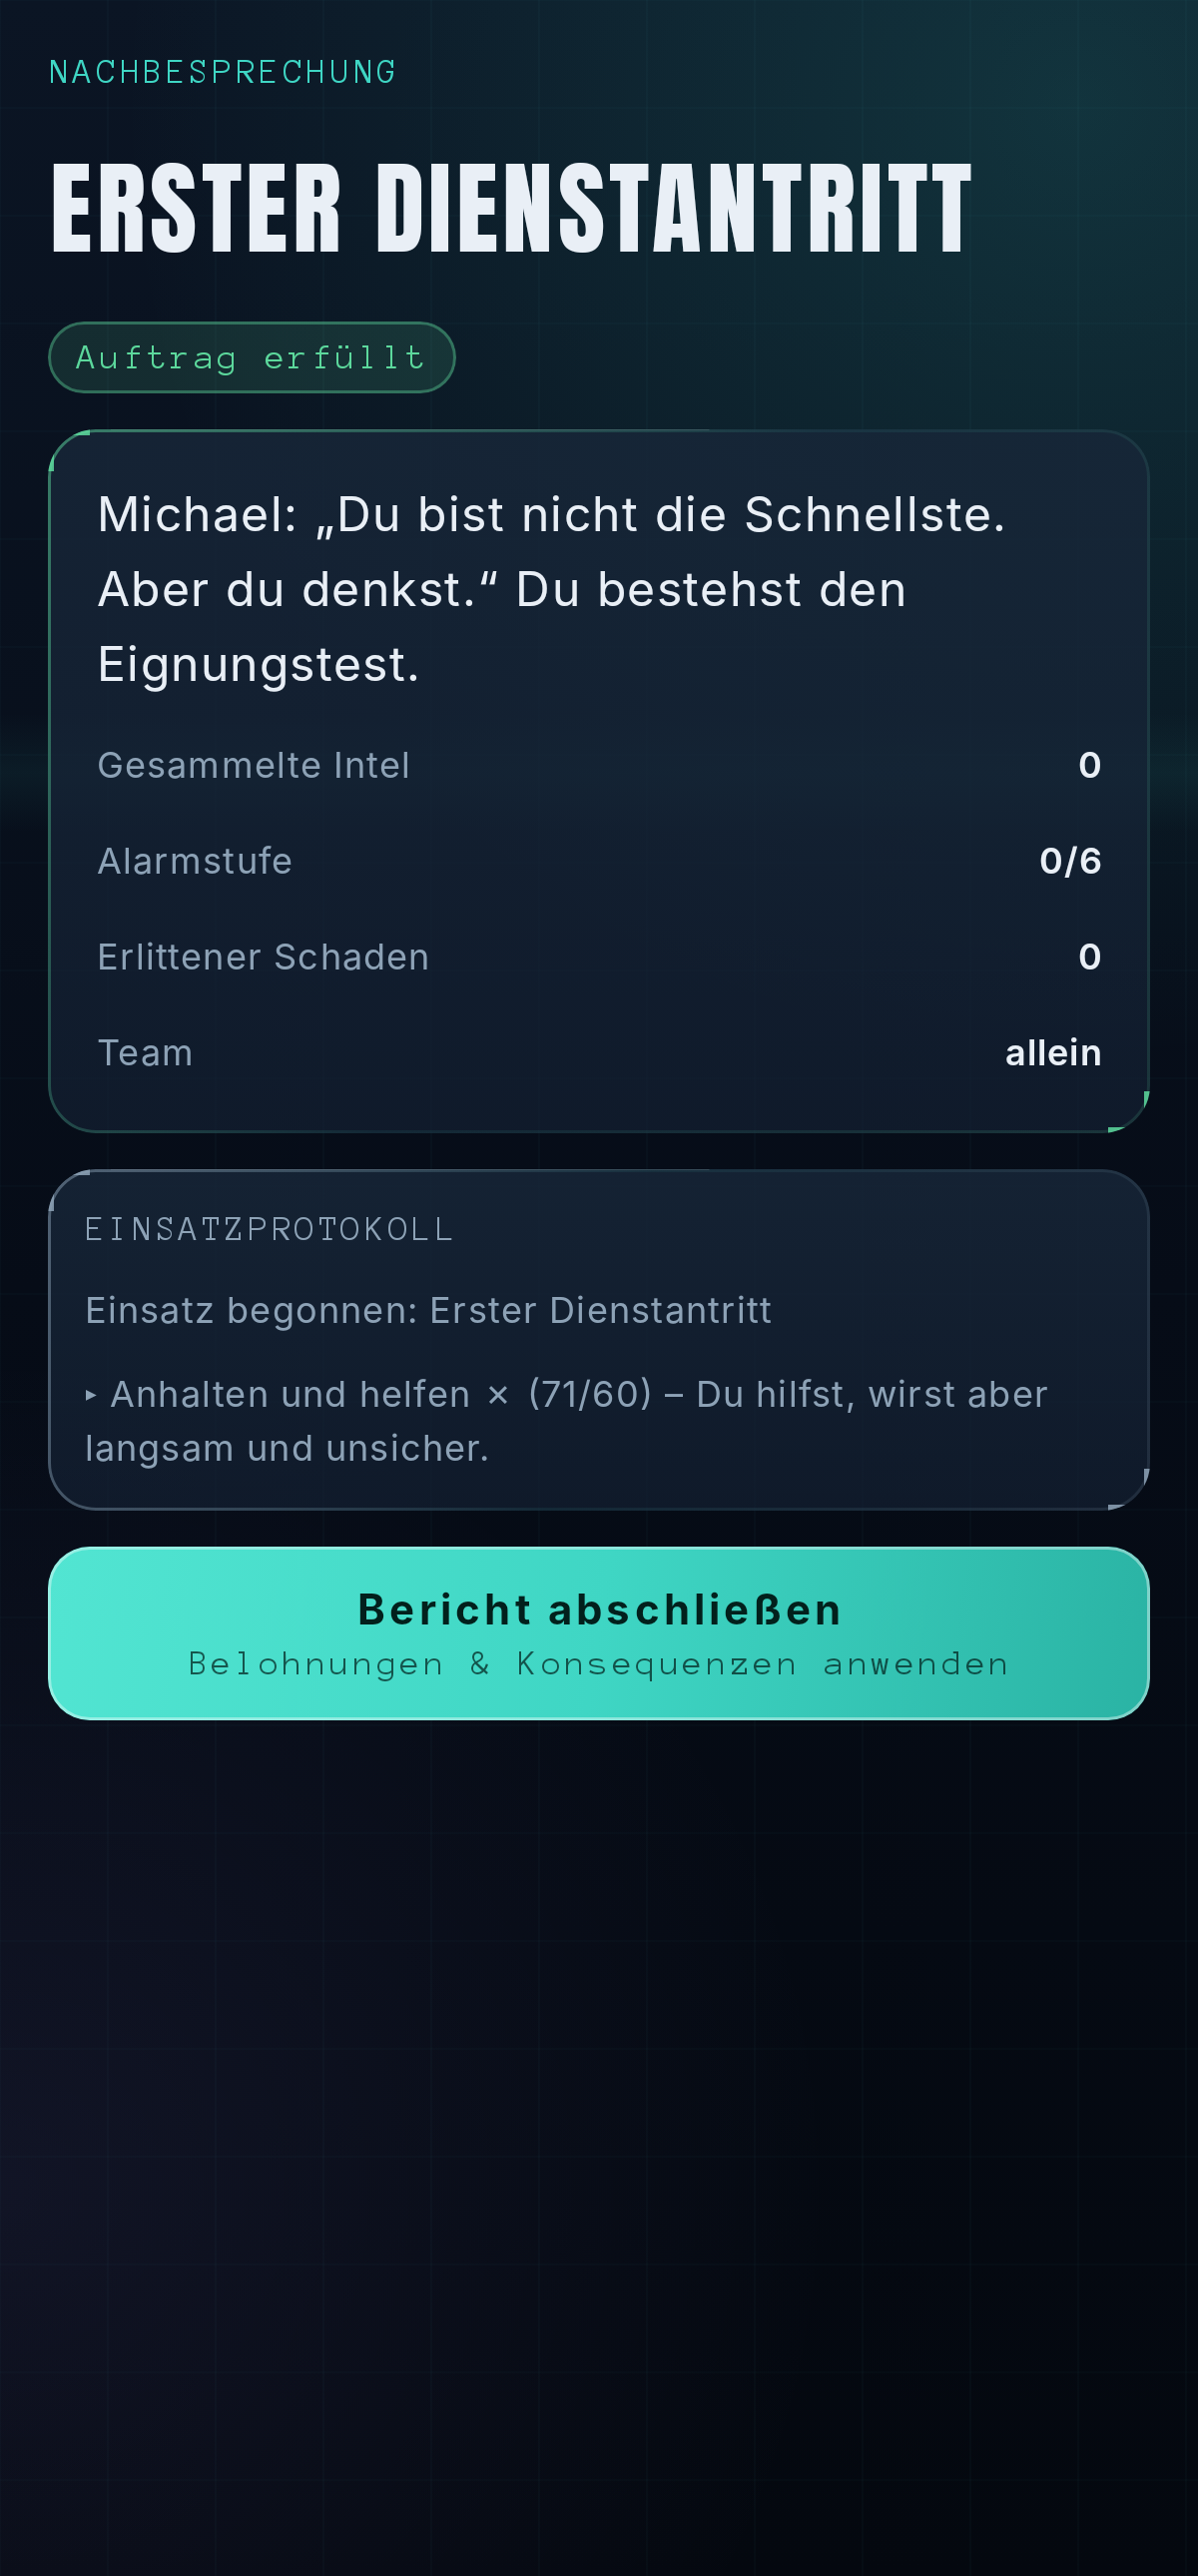 NACHBESPRECHUNG
ERSTER DIENSTANTRITT
Auftrag erfüllt
Michael: „Du bist nicht die Schnellste.
Aber du denkst.“ Du bestehst den
Eignungstest.
Gesammelte Intel 0
Alarmstufe 0/6
Erlittener Schaden 0
Team allein
EINSATZPROTOKOLL
Einsatz begonnen: Erster Dienstantritt
▸ Anhalten und helfen ✕ (71/60) – Du hilfst, wirst aber
langsam und unsicher.
Bericht abschließen
Belohnungen & Konsequenzen anwenden